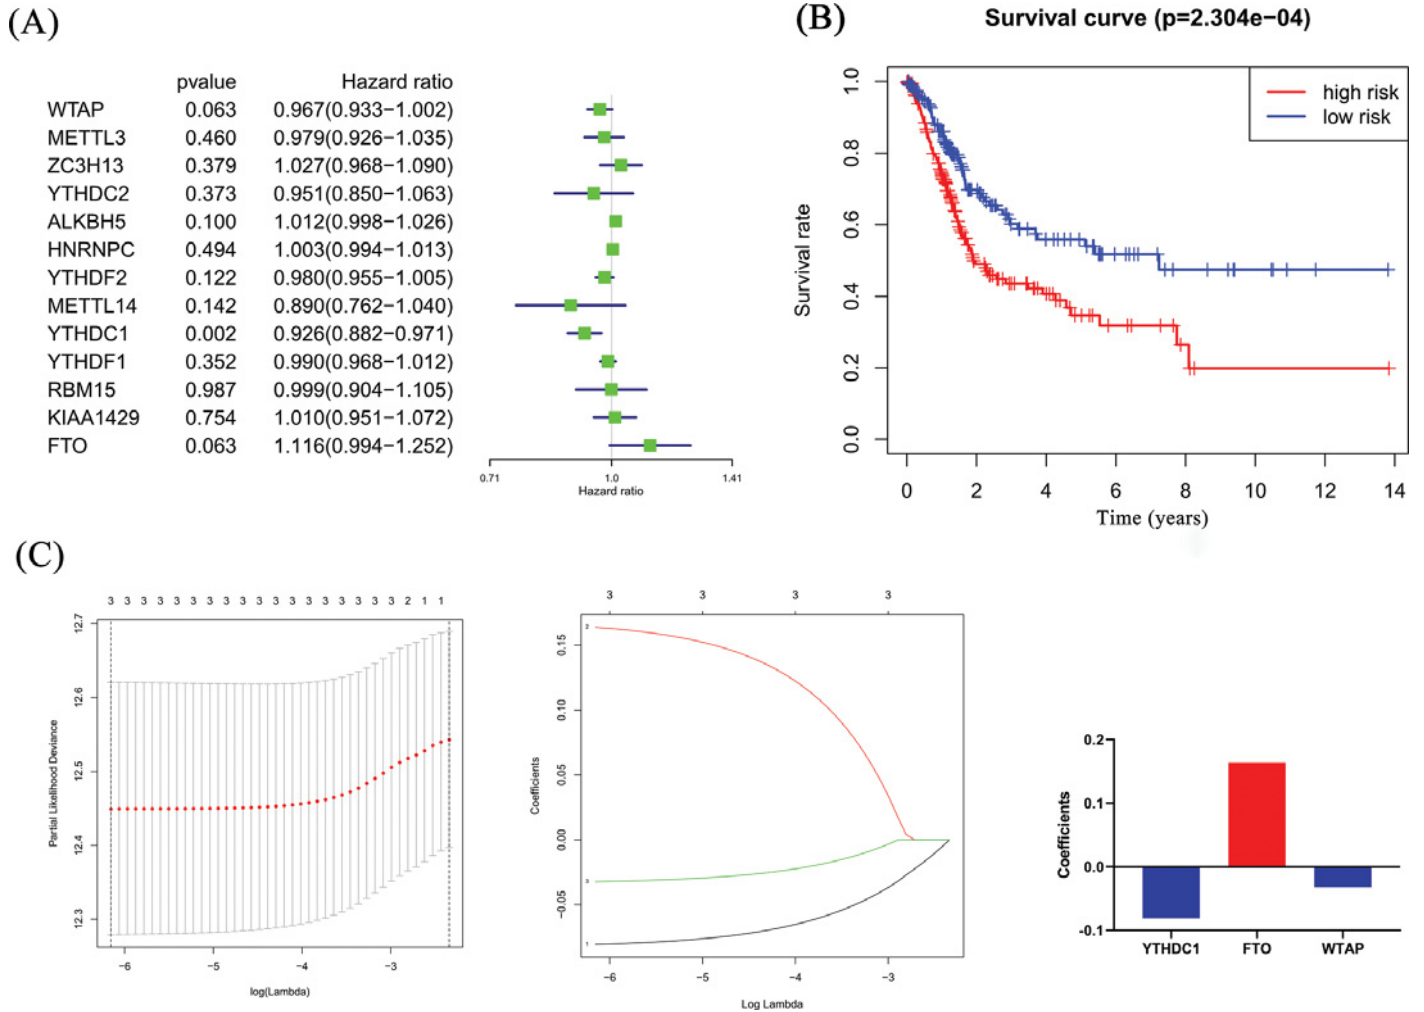 (A)
pvalue Hazard ratio
WTAP 0.063 0.967(0.933−1.002)
METTL3 0.460 0.979(0.926−1.035)
ZC3H13 0.379 1.027(0.968−1.090)
YTHDC2 0.373 0.951(0.850−1.063)
ALKBH5 0.100 1.012(0.998−1.026)
HNRNPC 0.494 1.003(0.994−1.013)
YTHDF2 0.122 0.980(0.955−1.005)
METTL14 0.142 0.890(0.762−1.040)
YTHDC1 0.002 0.926(0.882−0.971)
YTHDF1 0.352 0.990(0.968−1.012)
RBM15 0.987 0.999(0.904−1.105)
KIAA1429 0.754 1.010(0.951−1.072)
FTO 0.063 1.116(0.994−1.252)
0.71 1.0 1.41
Hazard ratio
(B)
Survival curve (p=2.304e−04)
high risk
low risk
Survival rate
1.0
0.8
0.6
0.4
0.2
0.0
0 2 4 6 8 10 12 14
Time (years)
(C)
3 3 3 3 3 3 3 3 3 3 3 3 3 3 3 3 3 3 2 1 1
Partial Likelihood Deviance
12.7
12.6
12.5
12.4
12.3
−6 −5 −4 −3
log(Lambda)
3 3 3 3
Coefficients
0.15
0.10
0.05
0.00
−0.05
2
3
1
−6 −5 −4 −3
Log Lambda
Coefficients
0.2
0.1
0.0
-0.1
YTHDC1 FTO WTAP